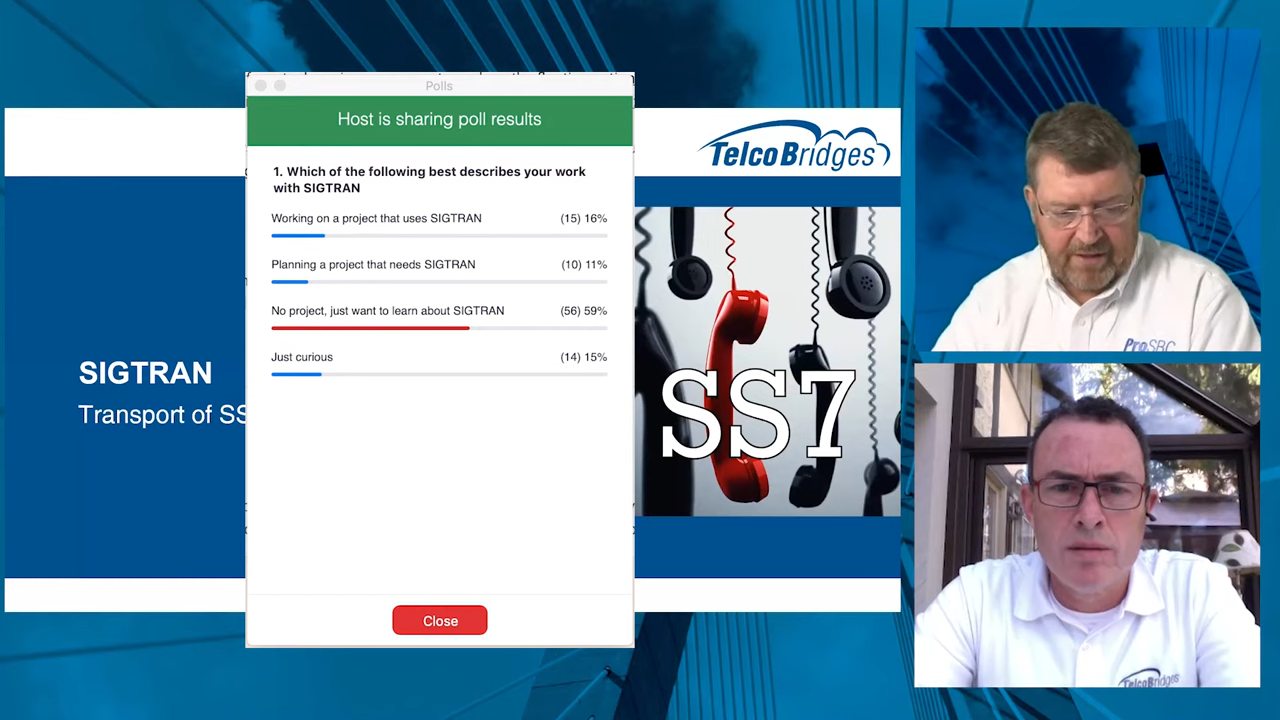 Polls
Host is sharing poll results
1. Which of the following best describes your work
with SIGTRAN
Working on a project that uses SIGTRAN (15) 16%
Planning a project that needs SIGTRAN (10) 11%
No project, just want to learn about SIGTRAN (56) 59%
Just curious (14) 15%
Close
SIGTRAN
Transport of SS
TelcoBridges
SS7
ProSBC
TelcoBridges